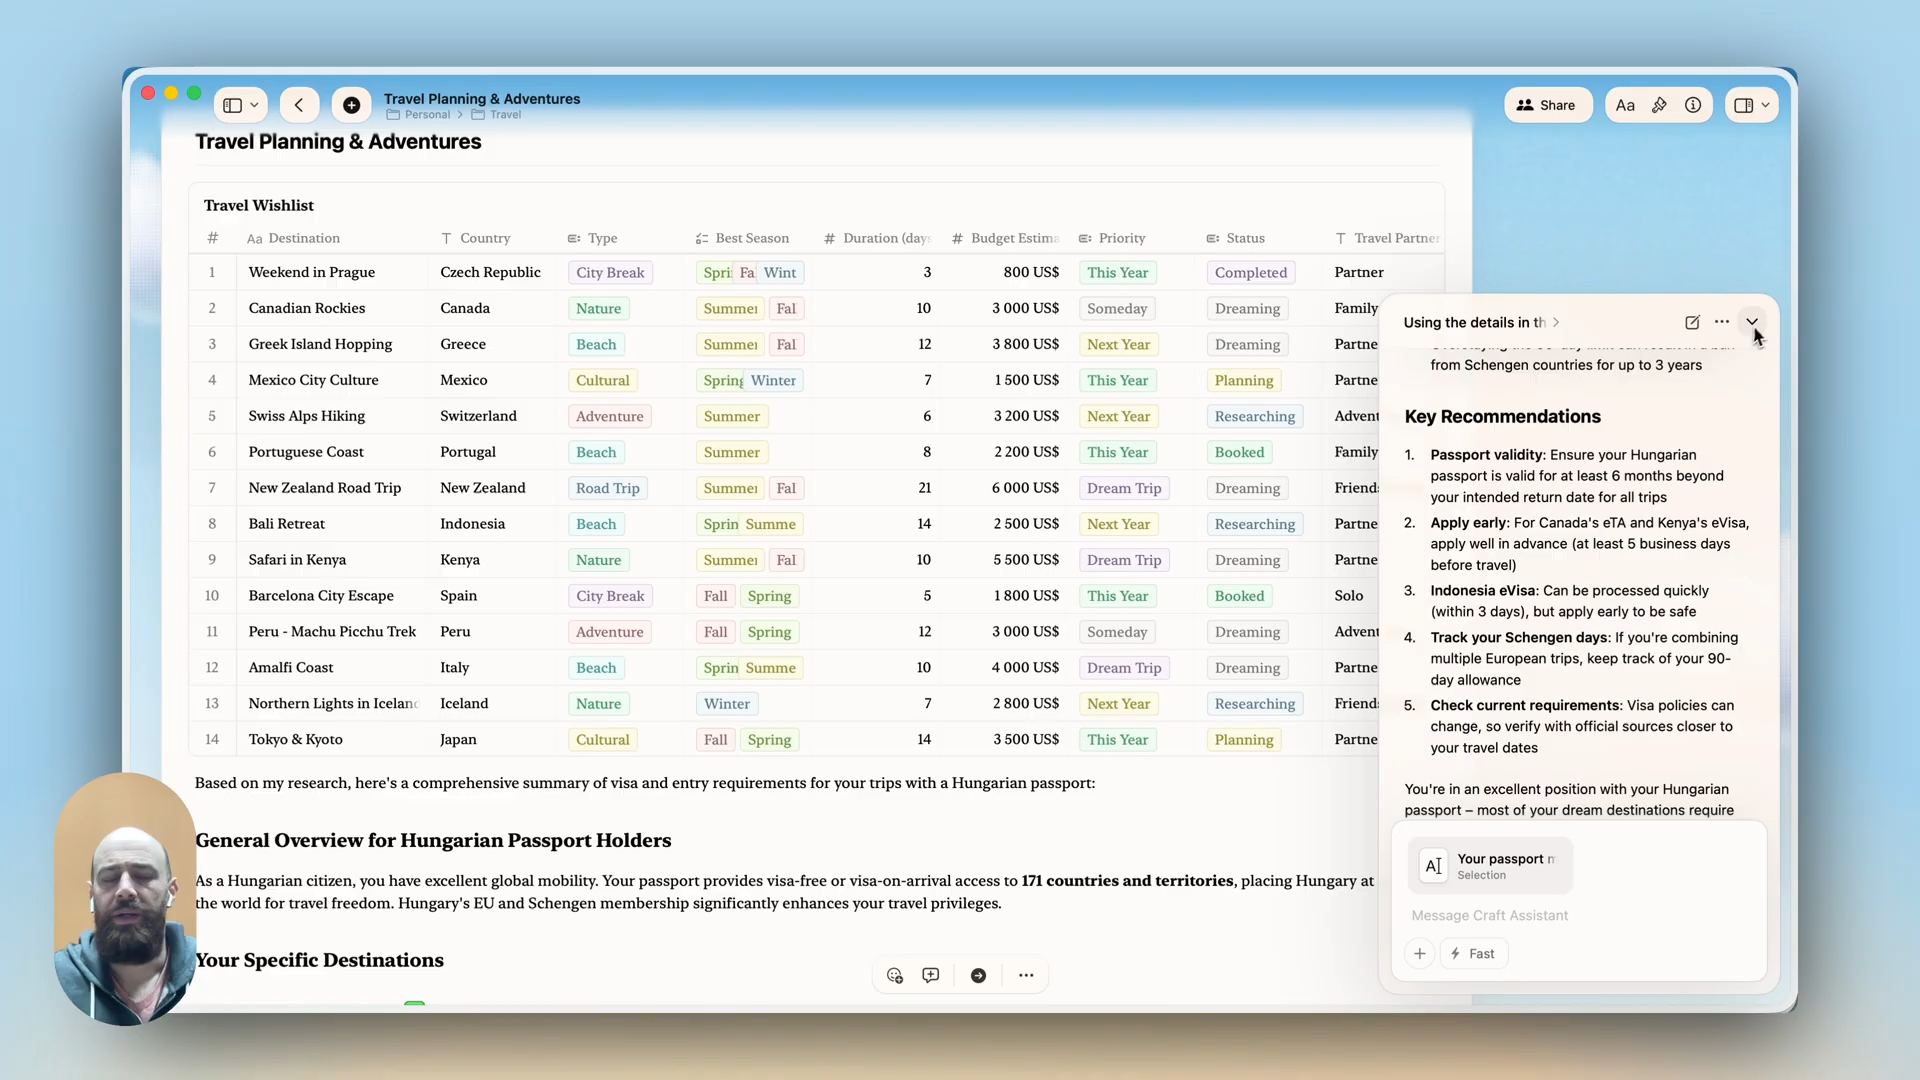 Travel Planning & Adventures
Personal > Travel
Share
Aa
Travel Planning & Adventures
Travel Wishlist
# Aa Destination T Country Type Best Season # Duration (days # Budget Estima Priority Status T Travel Partner
1 Weekend in Prague Czech Republic City Break Spri Fa Wint 3 800 US$ This Year Completed Partner
2 Canadian Rockies Canada Nature Summer Fal 10 3 000 US$ Someday Dreaming Family
3 Greek Island Hopping Greece Beach Summer Fal 12 3 800 US$ Next Year Dreaming Partne
4 Mexico City Culture Mexico Cultural Spring Winter 7 1 500 US$ This Year Planning Partne
5 Swiss Alps Hiking Switzerland Adventure Summer 6 3 200 US$ Next Year Researching Advent
6 Portuguese Coast Portugal Beach Summer 8 2 200 US$ This Year Booked Family
7 New Zealand Road Trip New Zealand Road Trip Summer Fal 21 6 000 US$ Dream Trip Dreaming Friends
8 Bali Retreat Indonesia Beach Sprin Summe 14 2 500 US$ Next Year Researching Partne
9 Safari in Kenya Kenya Nature Summer Fal 10 5 500 US$ Dream Trip Dreaming Partne
10 Barcelona City Escape Spain City Break Fall Spring 5 1 800 US$ This Year Booked Solo
11 Peru - Machu Picchu Trek Peru Adventure Fall Spring 12 3 000 US$ Someday Dreaming Advent
12 Amalfi Coast Italy Beach Sprin Summe 10 4 000 US$ Dream Trip Dreaming Partne
13 Northern Lights in Iceland Iceland Nature Winter 7 2 800 US$ Next Year Researching Friends
14 Tokyo & Kyoto Japan Cultural Fall Spring 14 3 500 US$ This Year Planning Partne
Based on my research, here's a comprehensive summary of visa and entry requirements for your trips with a Hungarian passport:
General Overview for Hungarian Passport Holders
As a Hungarian citizen, you have excellent global mobility. Your passport provides visa-free or visa-on-arrival access to 171 countries and territories, placing Hungary at
the world for travel freedom. Hungary's EU and Schengen membership significantly enhances your travel privileges.
Your Specific Destinations
Using the details in th >
from Schengen countries for up to 3 years
Key Recommendations
1. Passport validity: Ensure your Hungarian
passport is valid for at least 6 months beyond
your intended return date for all trips
2. Apply early: For Canada's eTA and Kenya's eVisa,
apply well in advance (at least 5 business days
before travel)
3. Indonesia eVisa: Can be processed quickly
(within 3 days), but apply early to be safe
4. Track your Schengen days: If you're combining
multiple European trips, keep track of your 90-
day allowance
5. Check current requirements: Visa policies can
change, so verify with official sources closer to
your travel dates
You're in an excellent position with your Hungarian
passport – most of your dream destinations require
Your passport
Selection
Message Craft Assistant
Fast